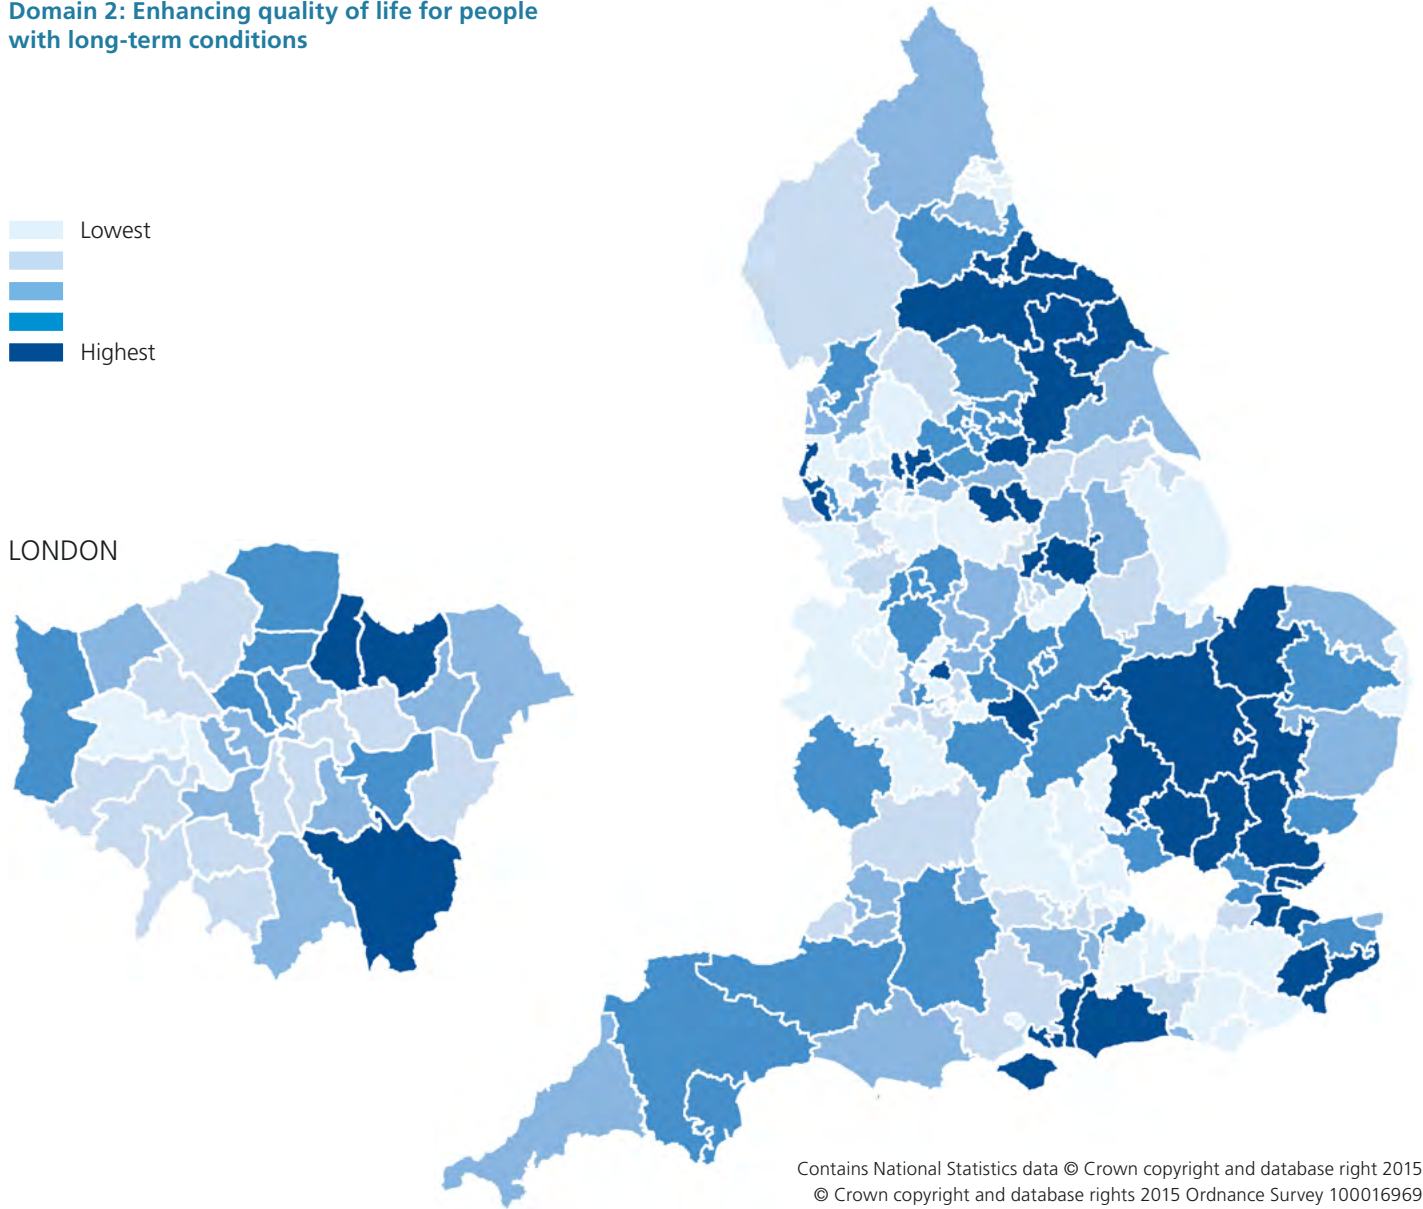 Domain 2: Enhancing quality of life for people
with long-term conditions
Lowest
Highest
LONDON
Contains National Statistics data © Crown copyright and database right 2015
© Crown copyright and database rights 2015 Ordnance Survey 100016969